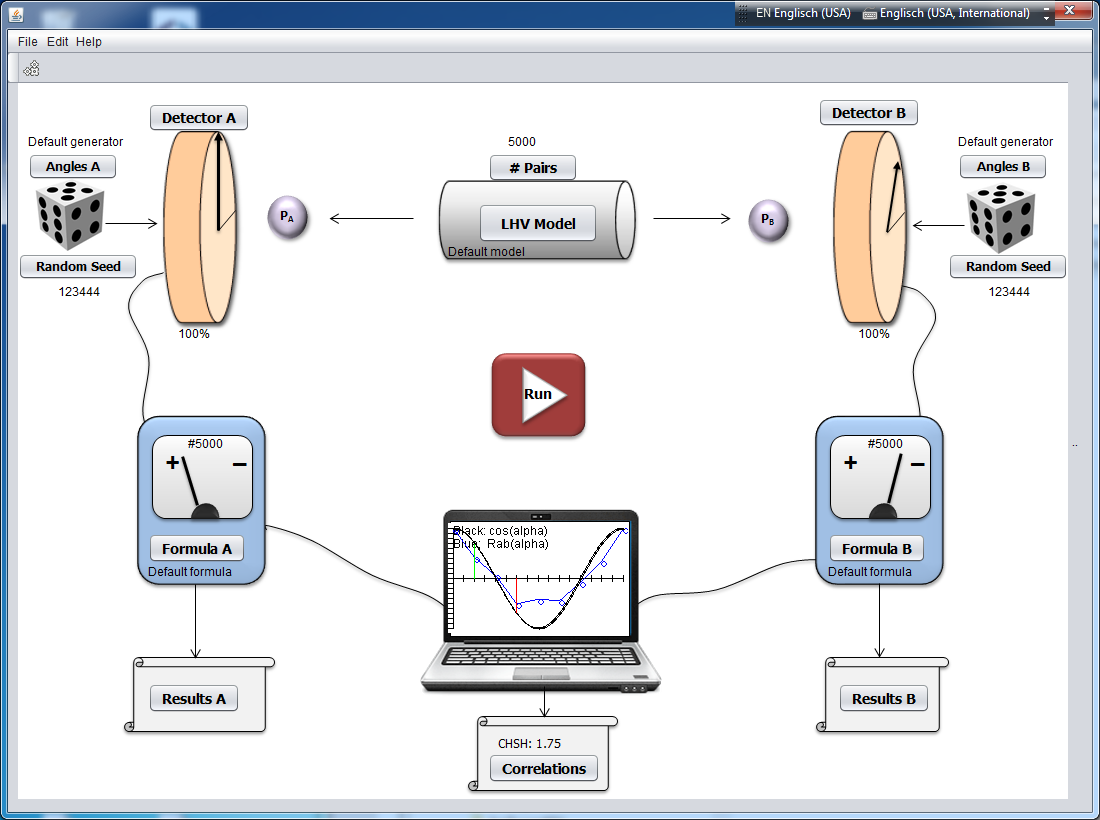 EN Englisch (USA) Englisch (USA, International)
File Edit Help
Detector A
Default generator
Angles A
Random Seed
123444
100%
P_A
5000
# Pairs
LHV Model
Default model
P_B
Detector B
Default generator
Angles B
Random Seed
123444
100%
Run
#5000
+ −
Formula A
Default formula
Black: cos(alpha)
Blue: Rab(alpha)
#5000
+ −
Formula B
Default formula
Results A
CHSH: 1.75
Correlations
Results B